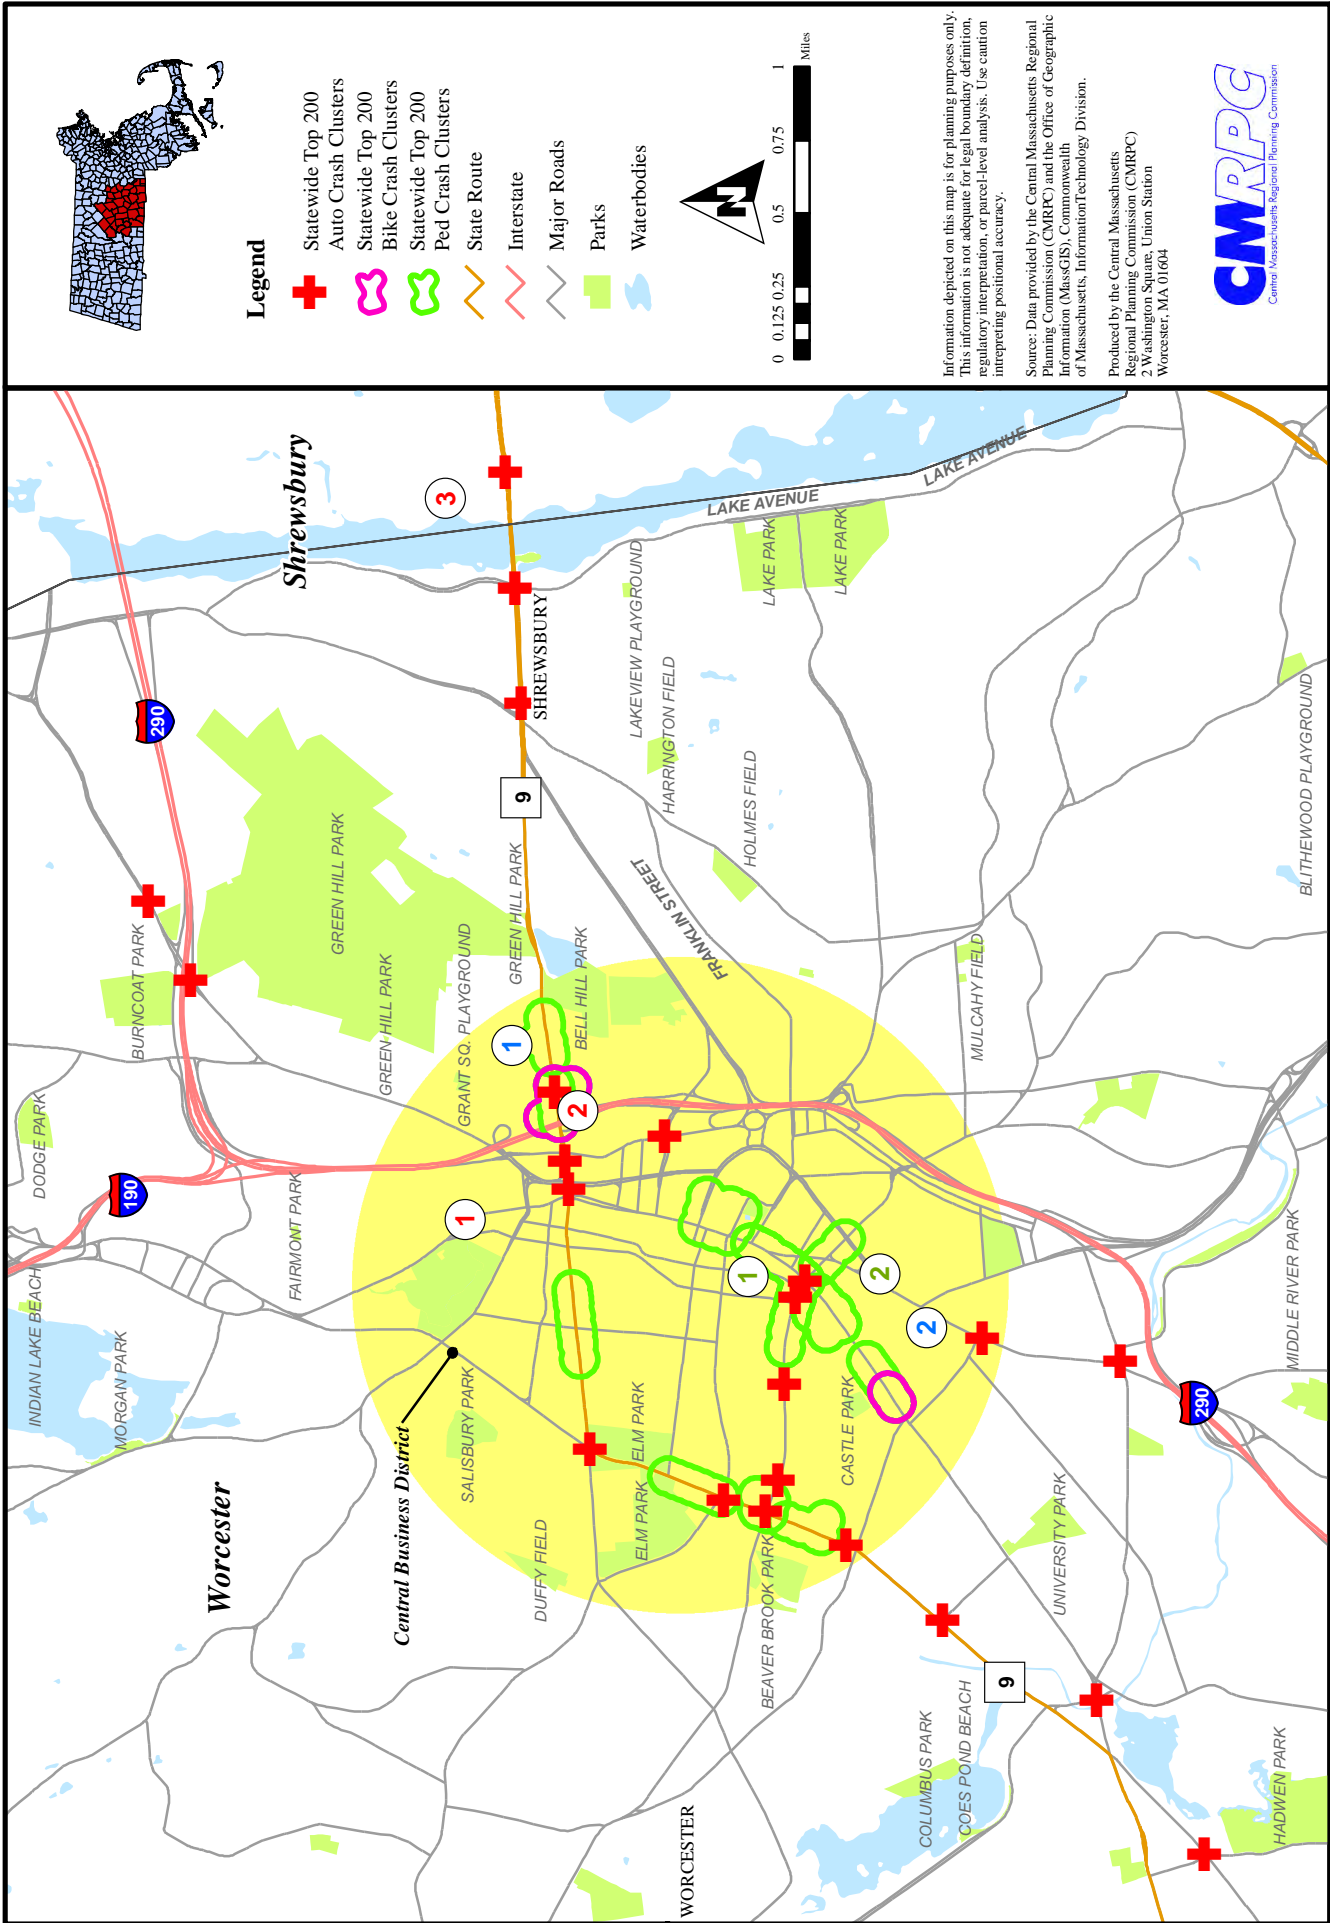 Legend
Statewide Top 200
Auto Crash Clusters
Statewide Top 200
Bike Crash Clusters
Statewide Top 200
Ped Crash Clusters
State Route
Interstate
Major Roads
Parks
Waterbodies
N
0 0.125 0.25 0.5 0.75 1
Miles
Information depicted on this map is for planning purposes only.
This information is not adequate for legal boundary definition,
regulatory interpretation, or parcel-level analysis. Use caution
intrepreting positional accuracy.
Source: Data provided by the Central Massachusetts Regional
Planning Commission (CMRPC) and the Office of Geographic
Information (MassGIS), Commonwealth
of Massachusetts, InformationTechnology Division.
Produced by the Central Massachusetts
Regional Planning Commission (CMRPC)
2 Washington Square, Union Station
Worcester, MA 01604
CMRPC
Central Massachusetts Regional Planning Commission
Shrewsbury
3
LAKE AVENUE
LAKE AVENUE
LAKE PARK
LAKE PARK
SHREWSBURY
LAKEVIEW PLAYGROUND
HARRINGTON FIELD
HOLMES FIELD
BLITHEWOOD PLAYGROUND
290
9
GREEN HILL PARK
GREEN HILL PARK
GREEN HILL PARK
FRANKLIN STREET
BURNCOAT PARK
GRANT SQ. PLAYGROUND
BELL HILL PARK
MULCAHY FIELD
DODGE PARK
190
1
2
1
FAIRMONT PARK
1
2
2
INDIAN LAKE BEACH
MORGAN PARK
MIDDLE RIVER PARK
290
SALISBURY PARK
ELM PARK
ELM PARK
CASTLE PARK
Central Business District
Worcester
DUFFY FIELD
BEAVER BROOK PARK
UNIVERSITY PARK
9
COLUMBUS PARK
COES POND BEACH
HADWEN PARK
WORCESTER